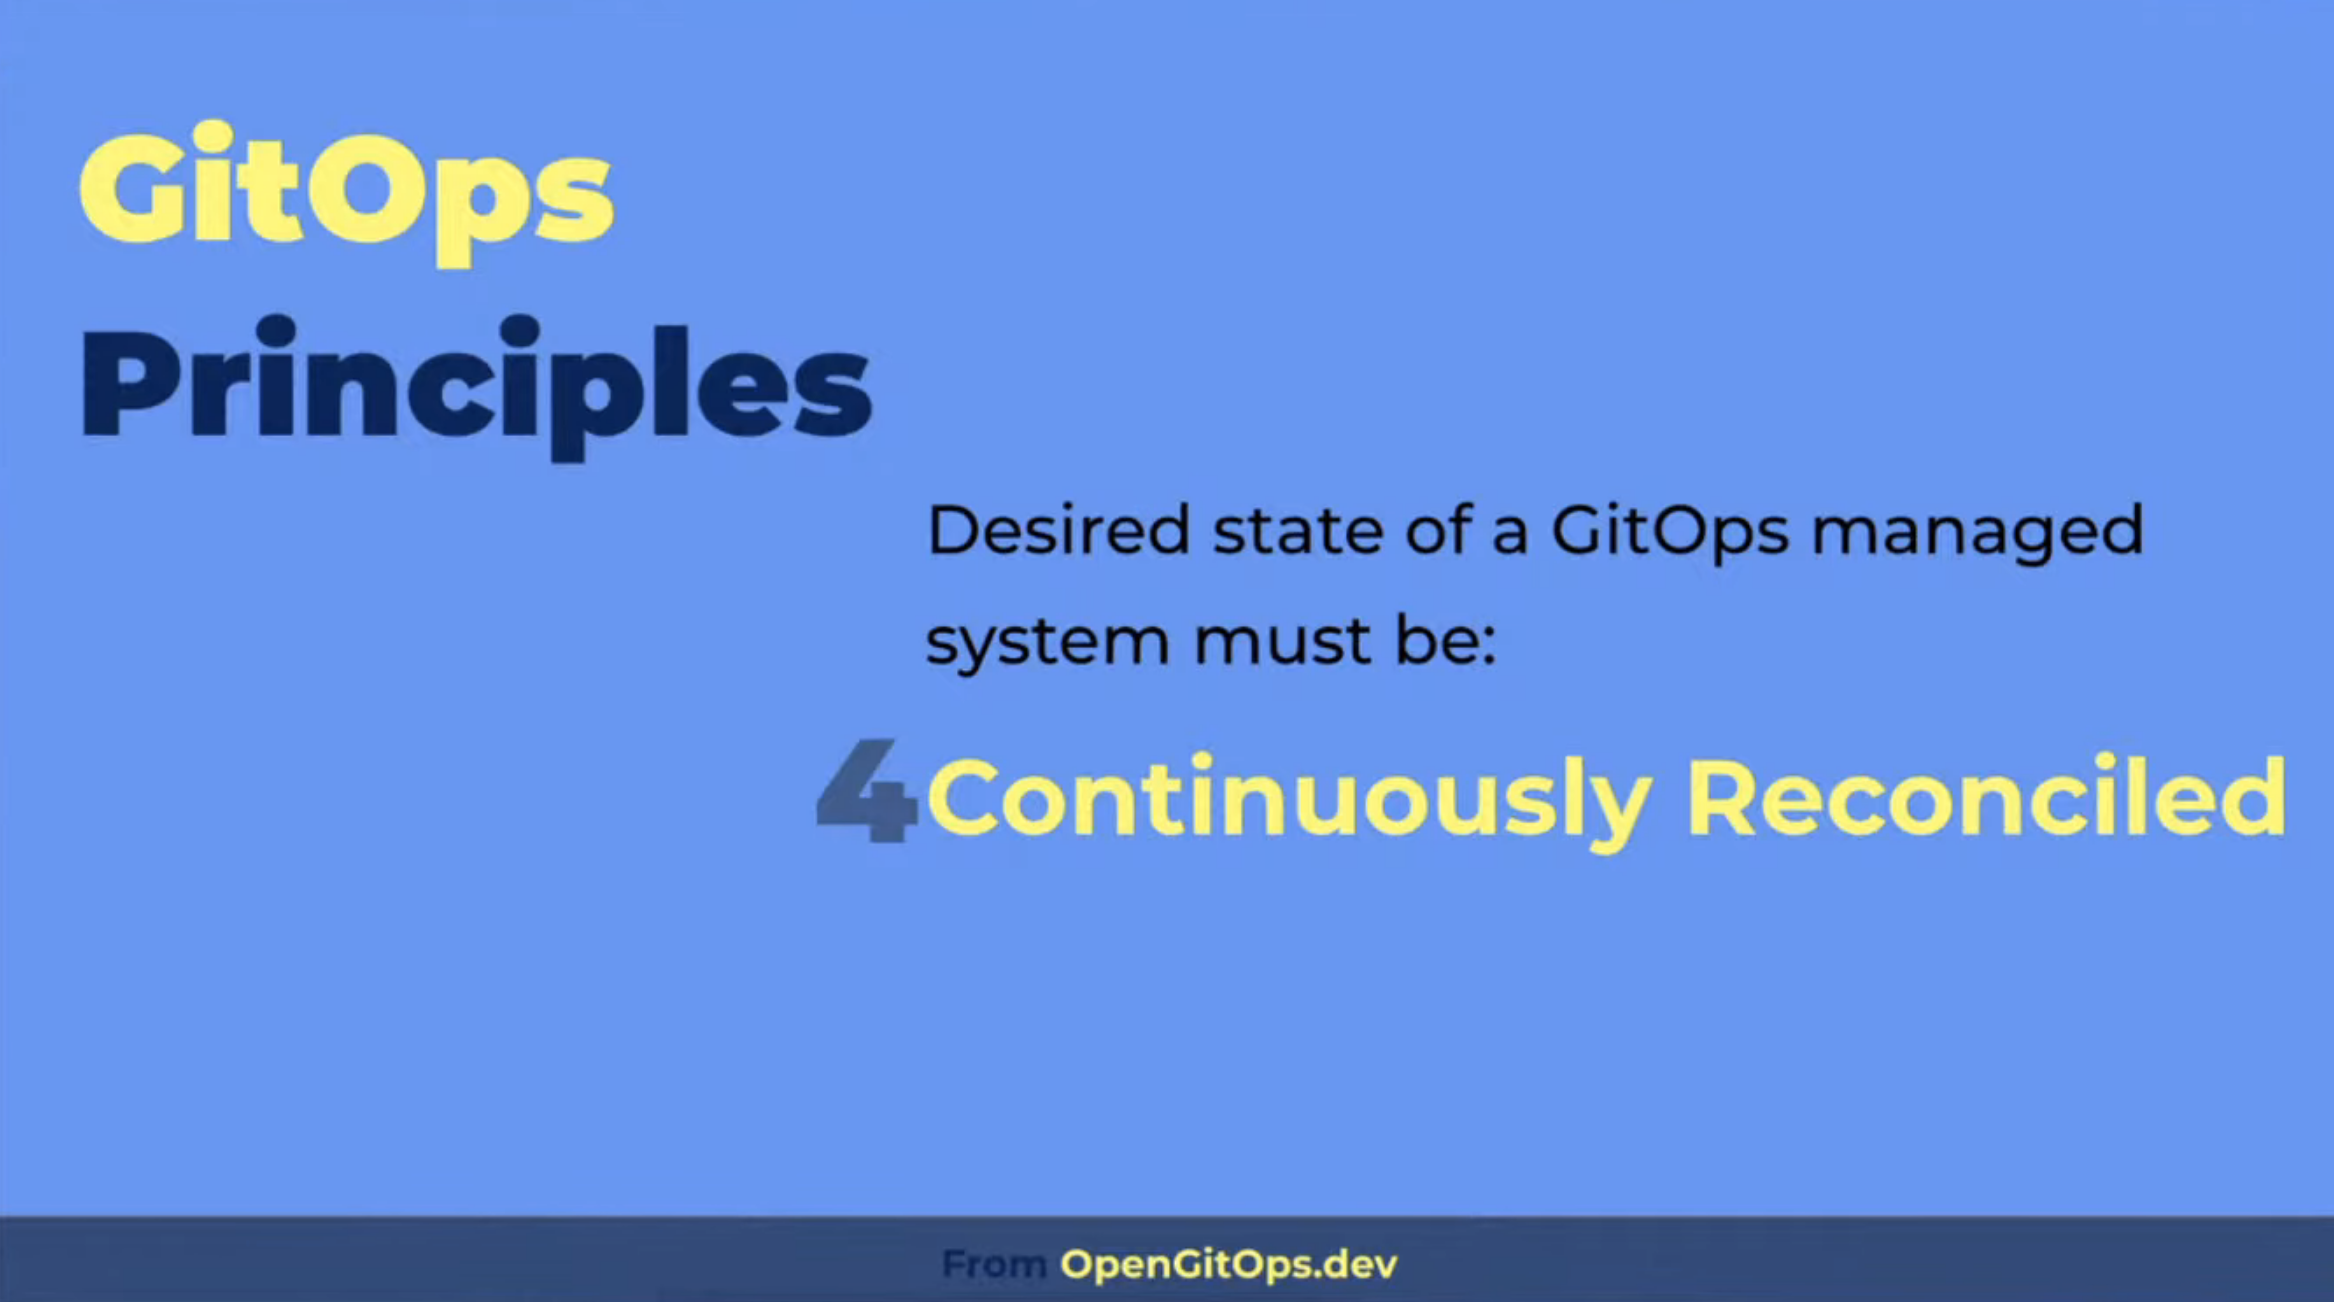 GitOps
Principles
Desired state of a GitOps managed
system must be:
4 Continuously Reconciled
From OpenGitOps.dev